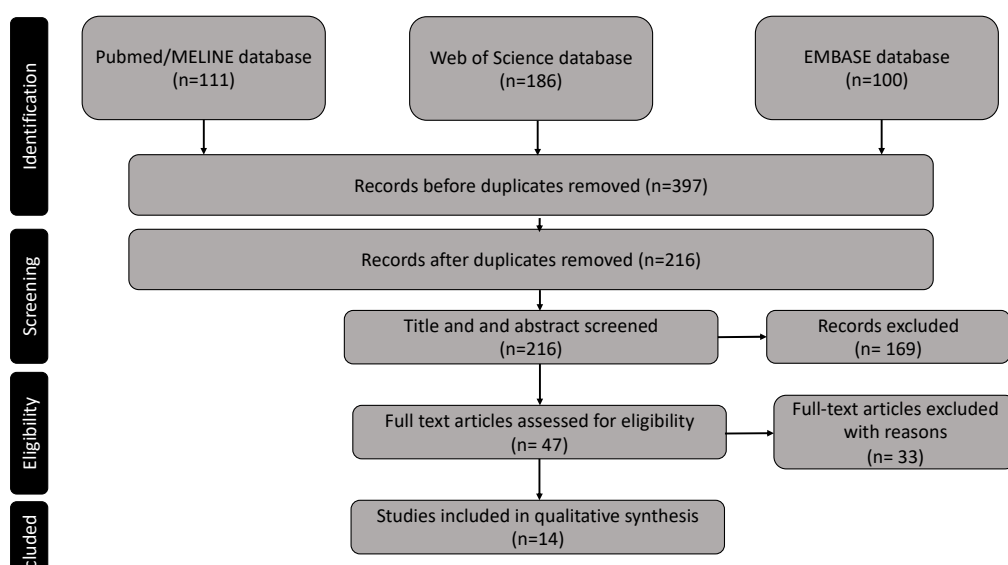 Identification
Pubmed/MELINE database
(n=111)
Web of Science database
(n=186)
EMBASE database
(n=100)
Records before duplicates removed (n=397)
Screening
Records after duplicates removed (n=216)
Title and and abstract screened
(n=216)
Records excluded
(n= 169)
Eligibility
Full text articles assessed for eligibility
(n= 47)
Full-text articles excluded
with reasons
(n= 33)
Studies included in qualitative synthesis
(n=14)